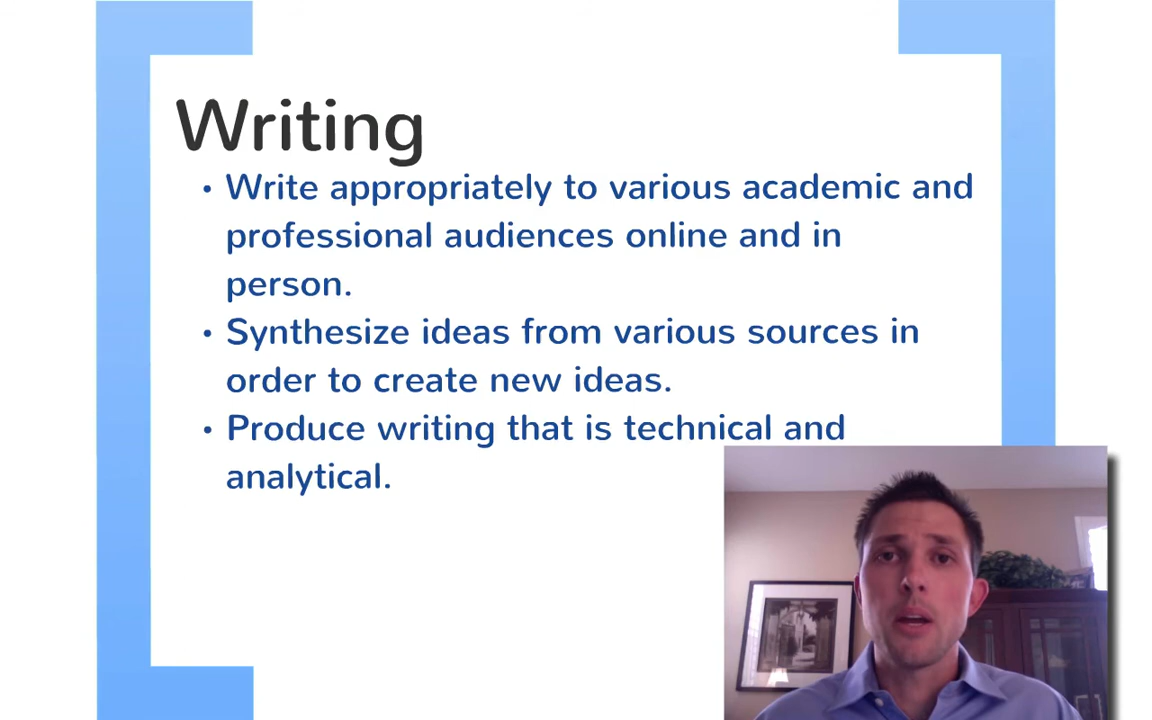 Writing
• Write appropriately to various academic and
professional audiences online and in
person.
• Synthesize ideas from various sources in
order to create new ideas.
• Produce writing that is technical and
analytical.